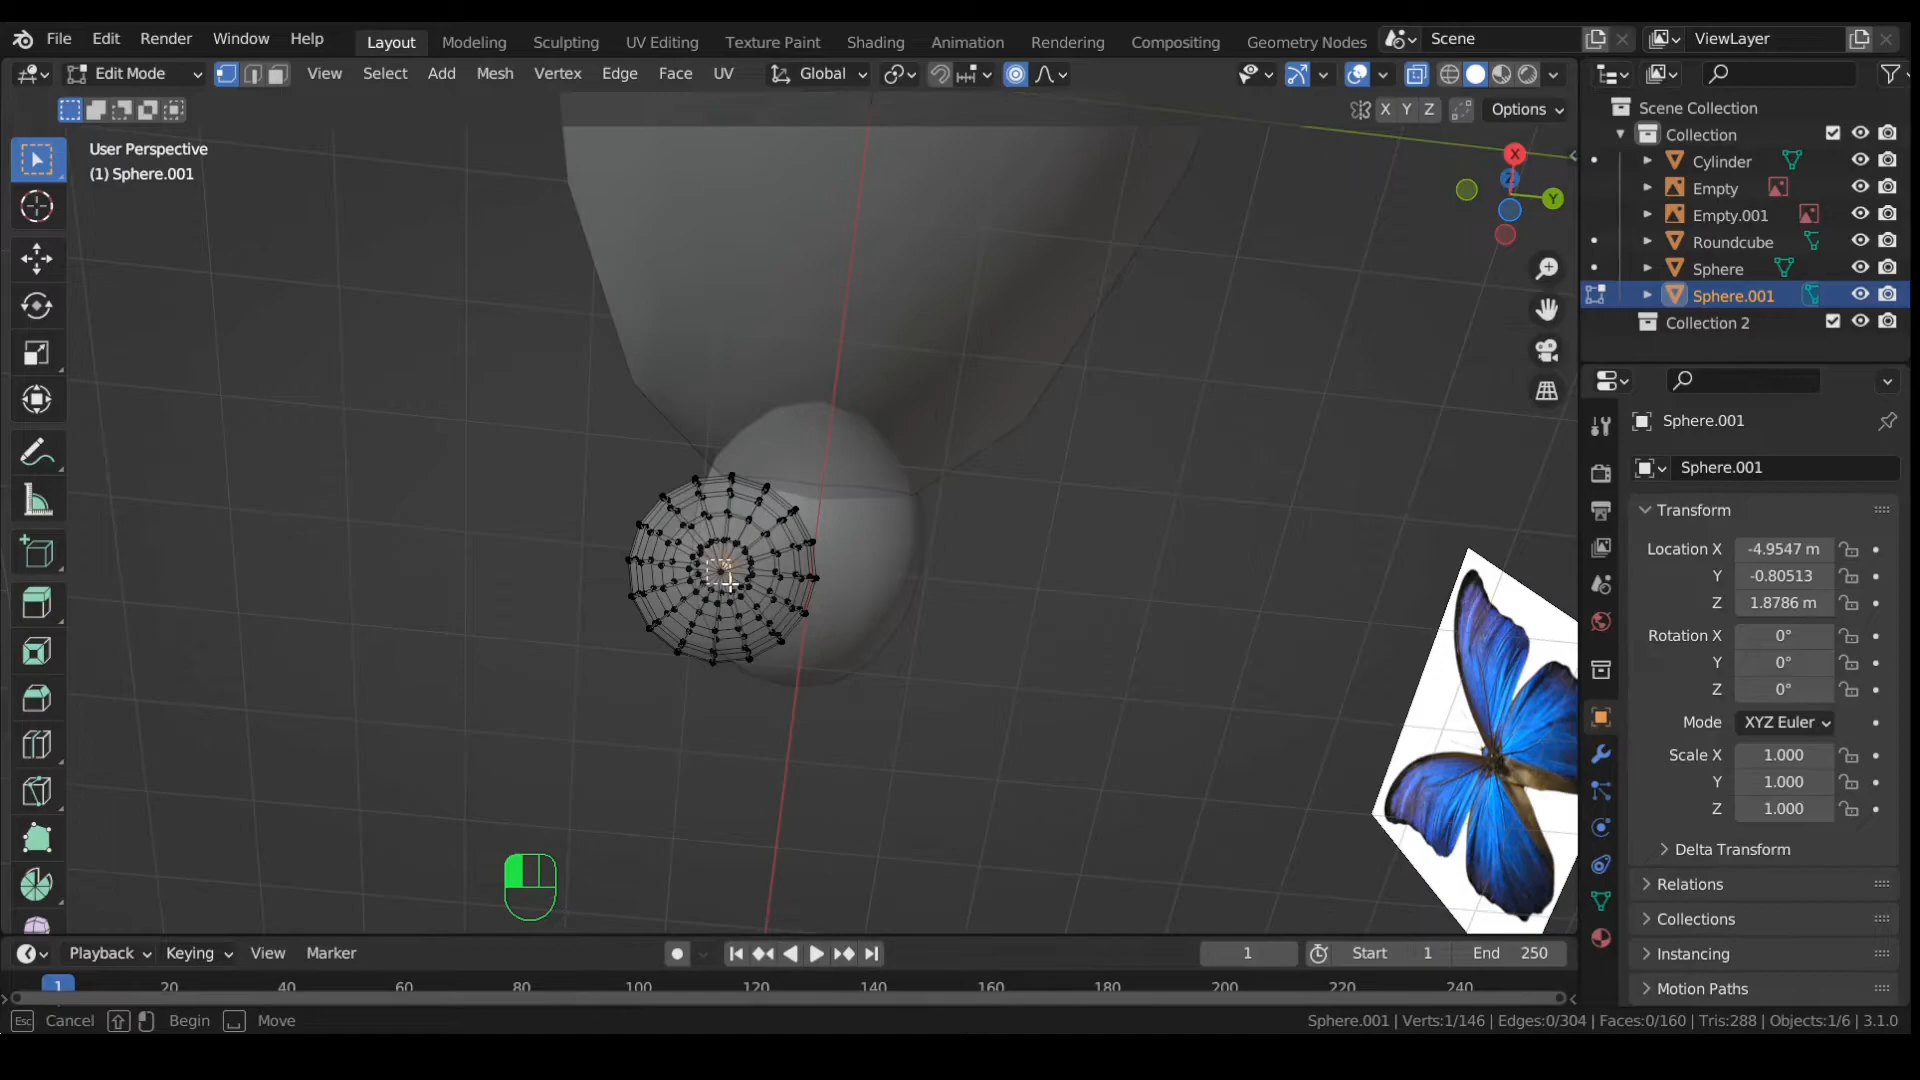 File Edit Render Window Help Layout Modeling Sculpting UV Editing Texture Paint Shading Animation Rendering Compositing Geometry Nodes Scene ViewLayer
Edit Mode View Select Add Mesh Vertex Edge Face UV Global
X Y Z Options
User Perspective
(1) Sphere.001
X
Z
Y
Scene Collection
Collection
Cylinder
Empty
Empty.001
Roundcube
Sphere
Sphere.001
Collection 2
Sphere.001
Sphere.001
Transform
Location X -4.9547 m
Y -0.80513
Z 1.8786 m
Rotation X 0°
Y 0°
Z 0°
Mode XYZ Euler
Scale X 1.000
Y 1.000
Z 1.000
Delta Transform
Relations
Collections
Instancing
Motion Paths
Playback Keying View Marker 1 Start 1 End 250
1 20 40 60 80 100 120 140 160 180 200 220 240
Esc Cancel Begin Move Sphere.001 | Verts:1/146 | Edges:0/304 | Faces:0/160 | Tris:288 | Objects:1/6 | 3.1.0